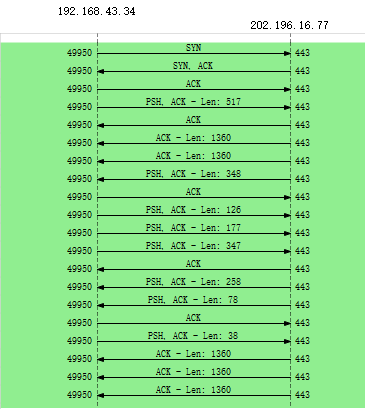 192.168.43.34
202.196.16.77
49950 SYN 443
49950 SYN, ACK 443
49950 ACK 443
49950 PSH, ACK - Len: 517 443
49950 ACK 443
49950 ACK - Len: 1360 443
49950 ACK - Len: 1360 443
49950 PSH, ACK - Len: 348 443
49950 ACK 443
49950 PSH, ACK - Len: 126 443
49950 PSH, ACK - Len: 177 443
49950 PSH, ACK - Len: 347 443
49950 ACK 443
49950 PSH, ACK - Len: 258 443
49950 PSH, ACK - Len: 78 443
49950 ACK 443
49950 PSH, ACK - Len: 38 443
49950 ACK - Len: 1360 443
49950 ACK - Len: 1360 443
49950 ACK - Len: 1360 443